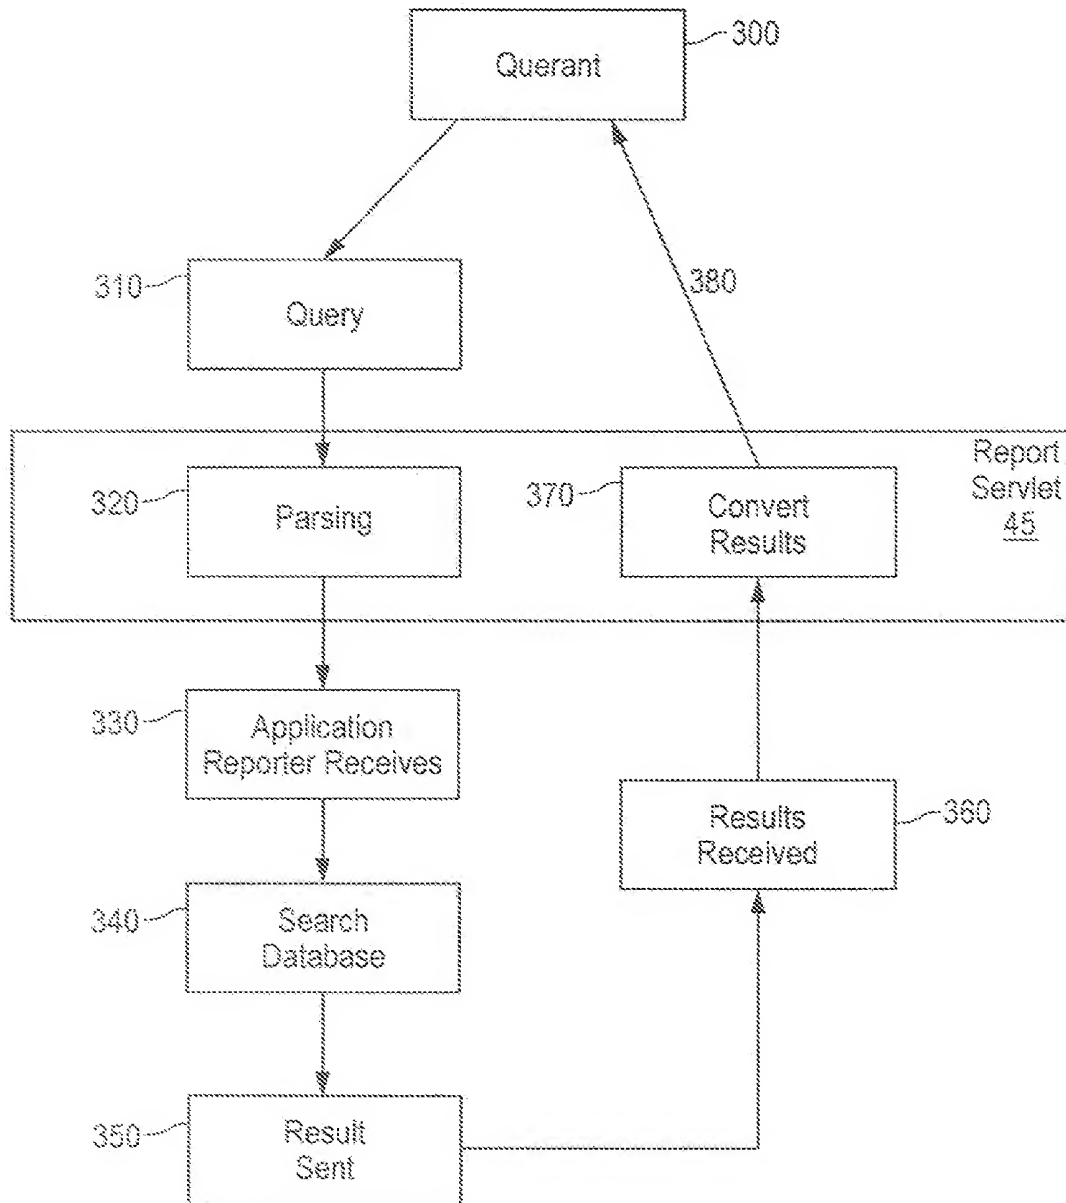 300
Querant
310
Query
380
Report
Servlet
45
320
Parsing
370
Convert
Results
330
Application
Reporter Receives
Results
Received
360
340
Search
Database
350
Result
Sent